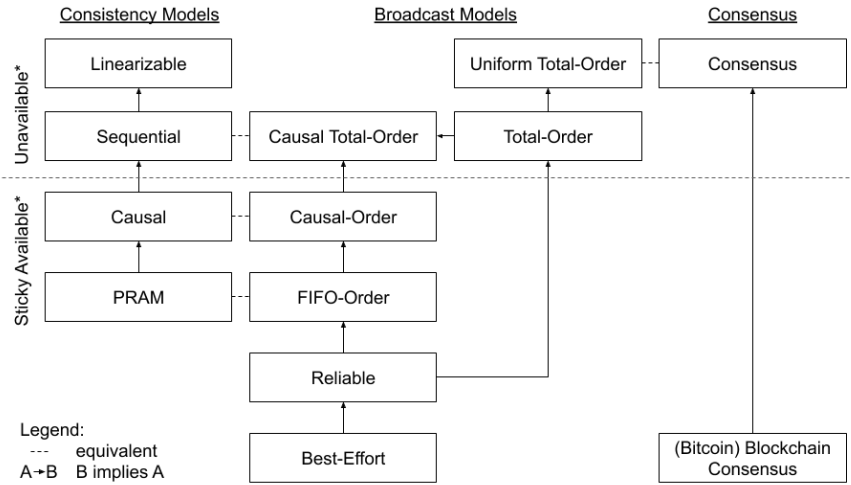 Consistency Models
Broadcast Models
Consensus
Unavailable*
Linearizable
Uniform Total-Order
Consensus
Sequential
Causal Total-Order
Total-Order
Sticky Available*
Causal
Causal-Order
PRAM
FIFO-Order
Reliable
Best-Effort
(Bitcoin) Blockchain
Consensus
Legend:
--- equivalent
A→B B implies A